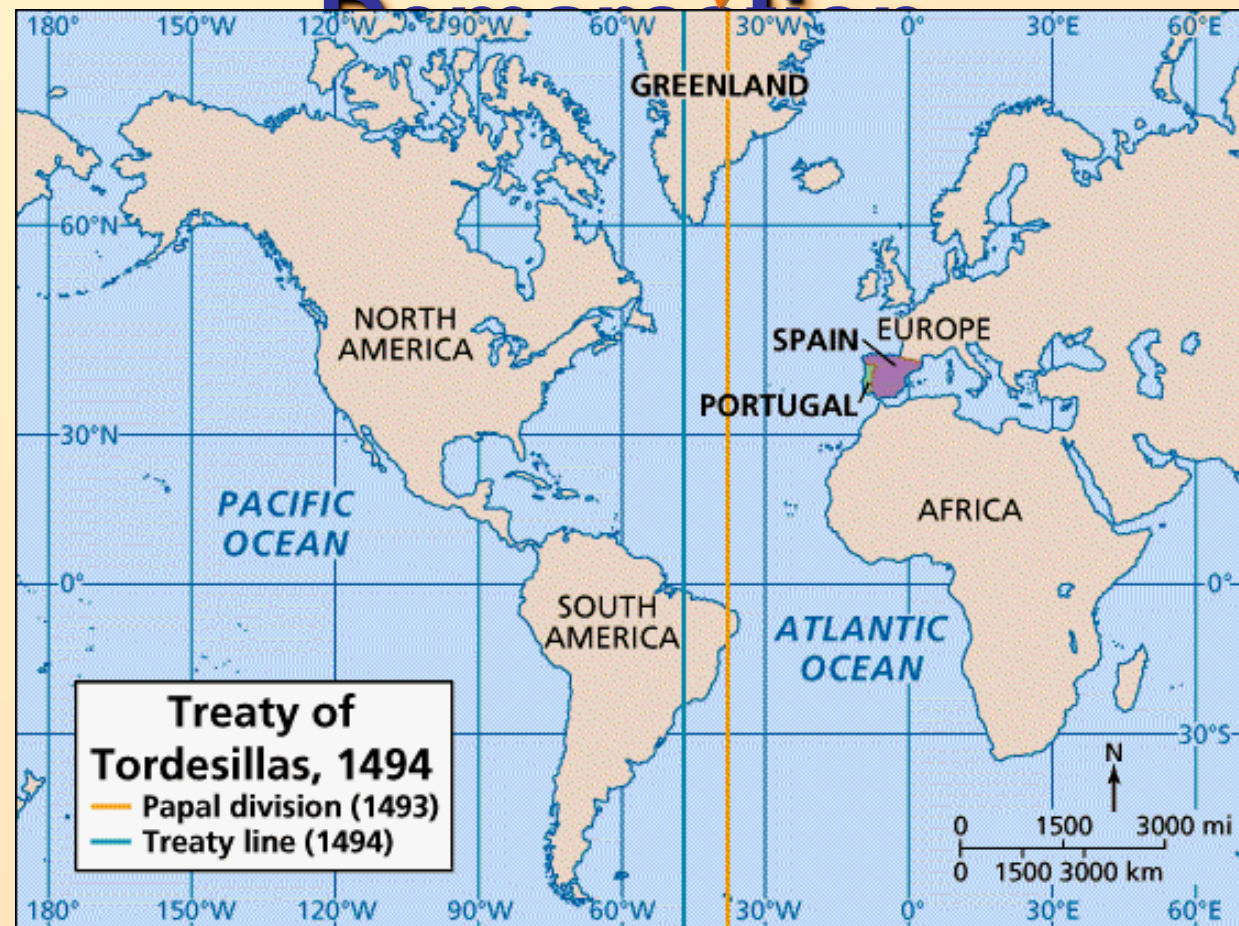 Demarcation
180° 150°W 120°W 90°W 60°W 30°W 0° 30°E 60°E
GREENLAND
60°N
NORTH
AMERICA
SPAIN
EUROPE
PORTUGAL
30°N
PACIFIC
OCEAN
AFRICA
0°
0°
SOUTH
AMERICA
ATLANTIC
OCEAN
30°S
Treaty of
Tordesillas, 1494
Papal division (1493)
Treaty line (1494)
N
0 1500 3000 mi
0 1500 3000 km
180° 150°W 120°W 90°W 60°W 30°W 0° 30°E 60°E